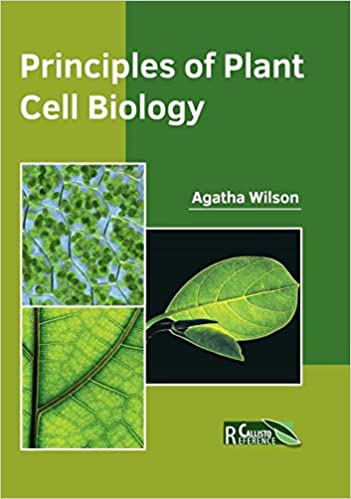 Principles of Plant
Cell Biology
Agatha Wilson
CALLISTO
REFERENCE